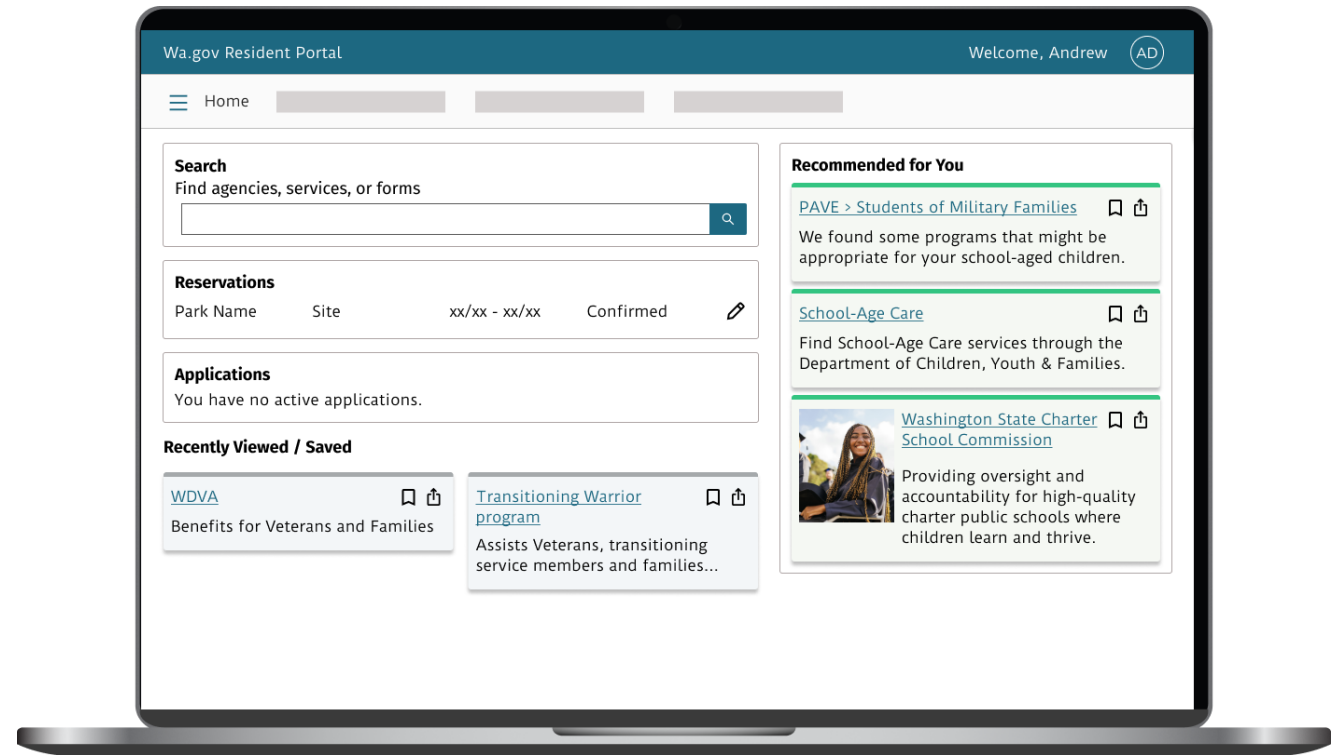 Wa.gov Resident Portal
Welcome, Andrew
AD
Home
Search
Find agencies, services, or forms
Reservations
Park Name Site xx/xx - xx/xx Confirmed
Applications
You have no active applications.
Recently Viewed / Saved
WDVA
Benefits for Veterans and Families
Transitioning Warrior
program
Assists Veterans, transitioning
service members and families...
Recommended for You
PAVE > Students of Military Families
We found some programs that might be
appropriate for your school-aged children.
School-Age Care
Find School-Age Care services through the
Department of Children, Youth & Families.
Washington State Charter
School Commission
Providing oversight and
accountability for high-quality
charter public schools where
children learn and thrive.